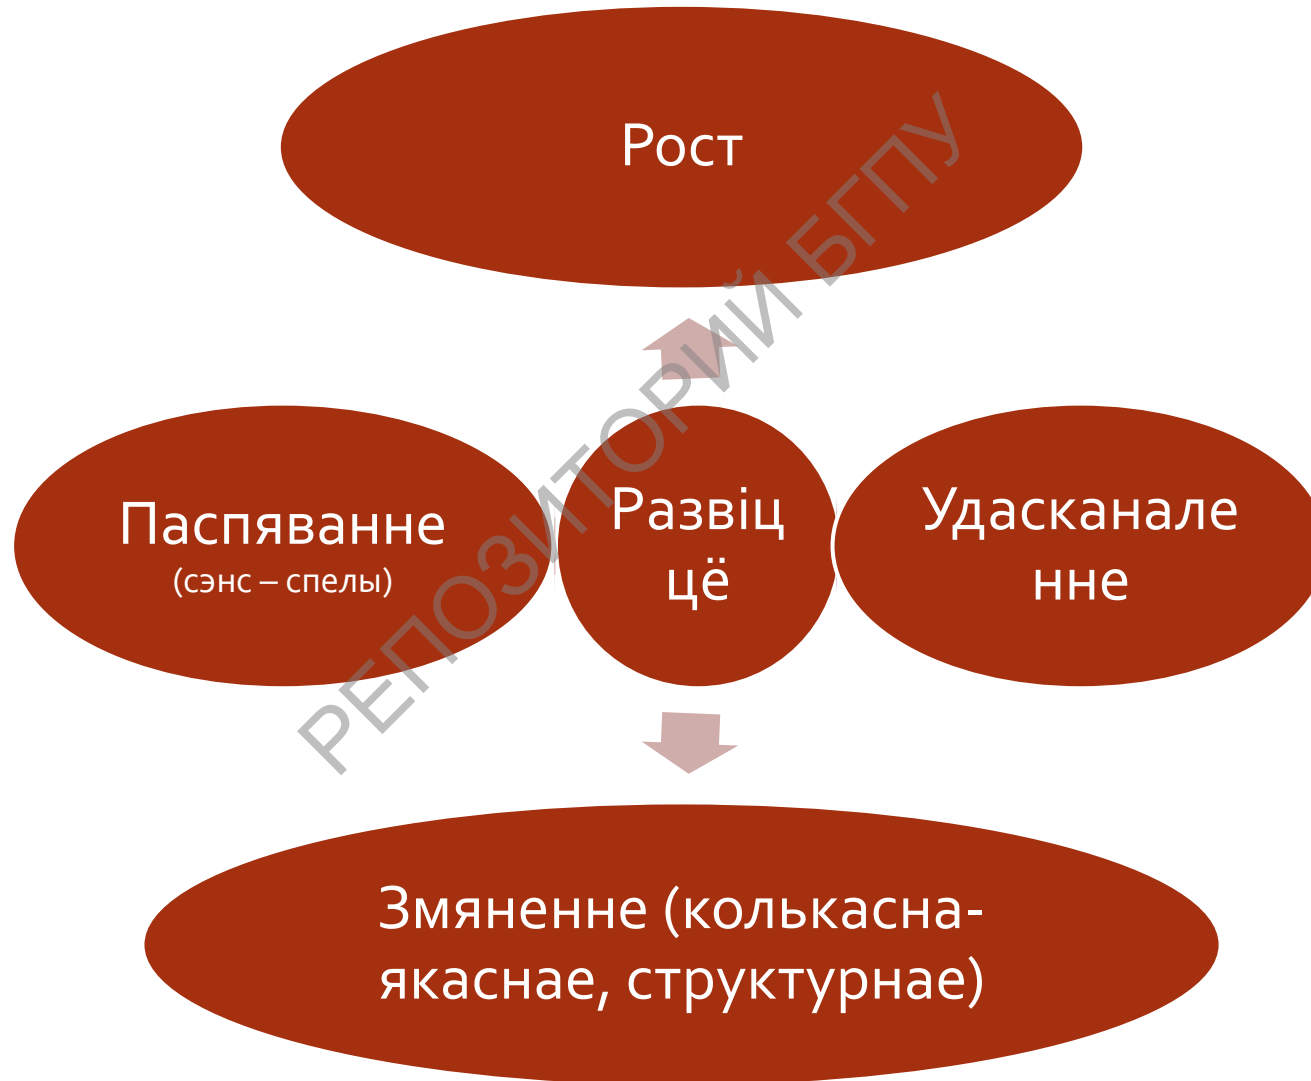 Рост
Паспяванне
(сэнс – спелы)
Развіц
цё
Удасканале
нне
Змяненне (колькасна-
якаснае, структурнае)
РЕПОЗИТОРИЙ БГПУ